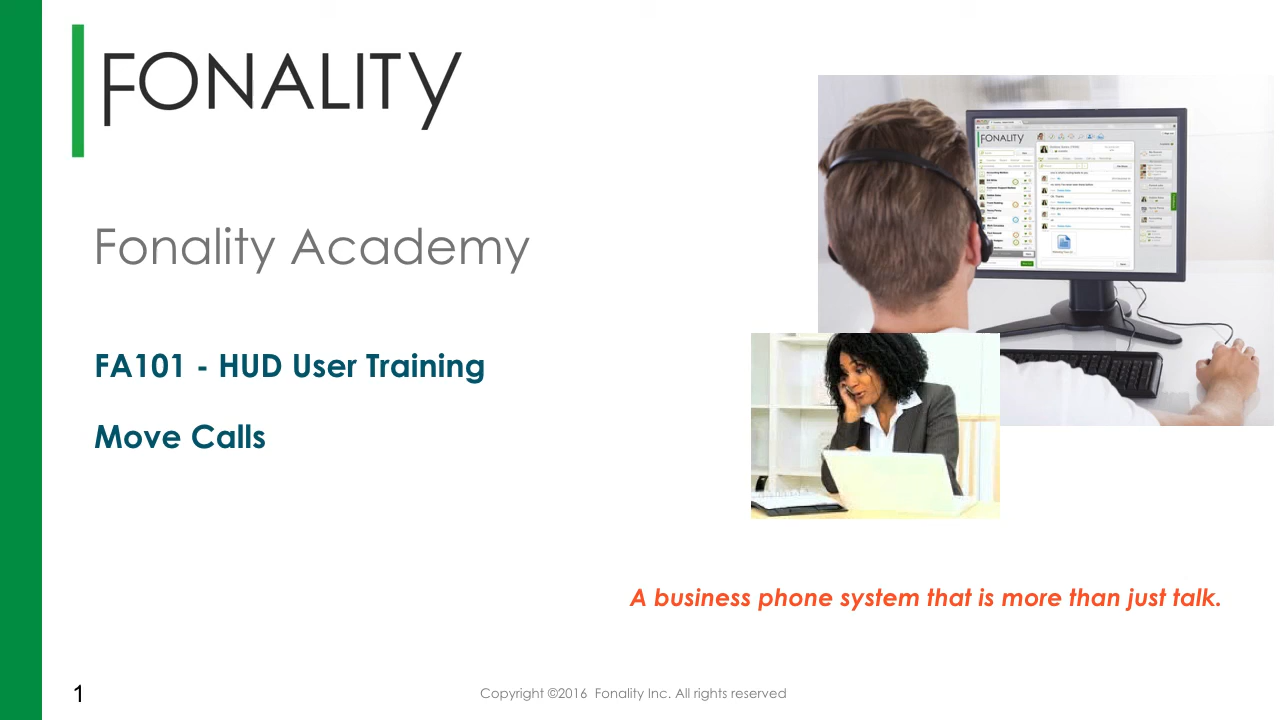 FONALITY
Fonality Academy
FA101 - HUD User Training
Move Calls
FONALITY
A business phone system that is more than just talk.
1
Copyright ©2016 Fonality Inc. All rights reserved